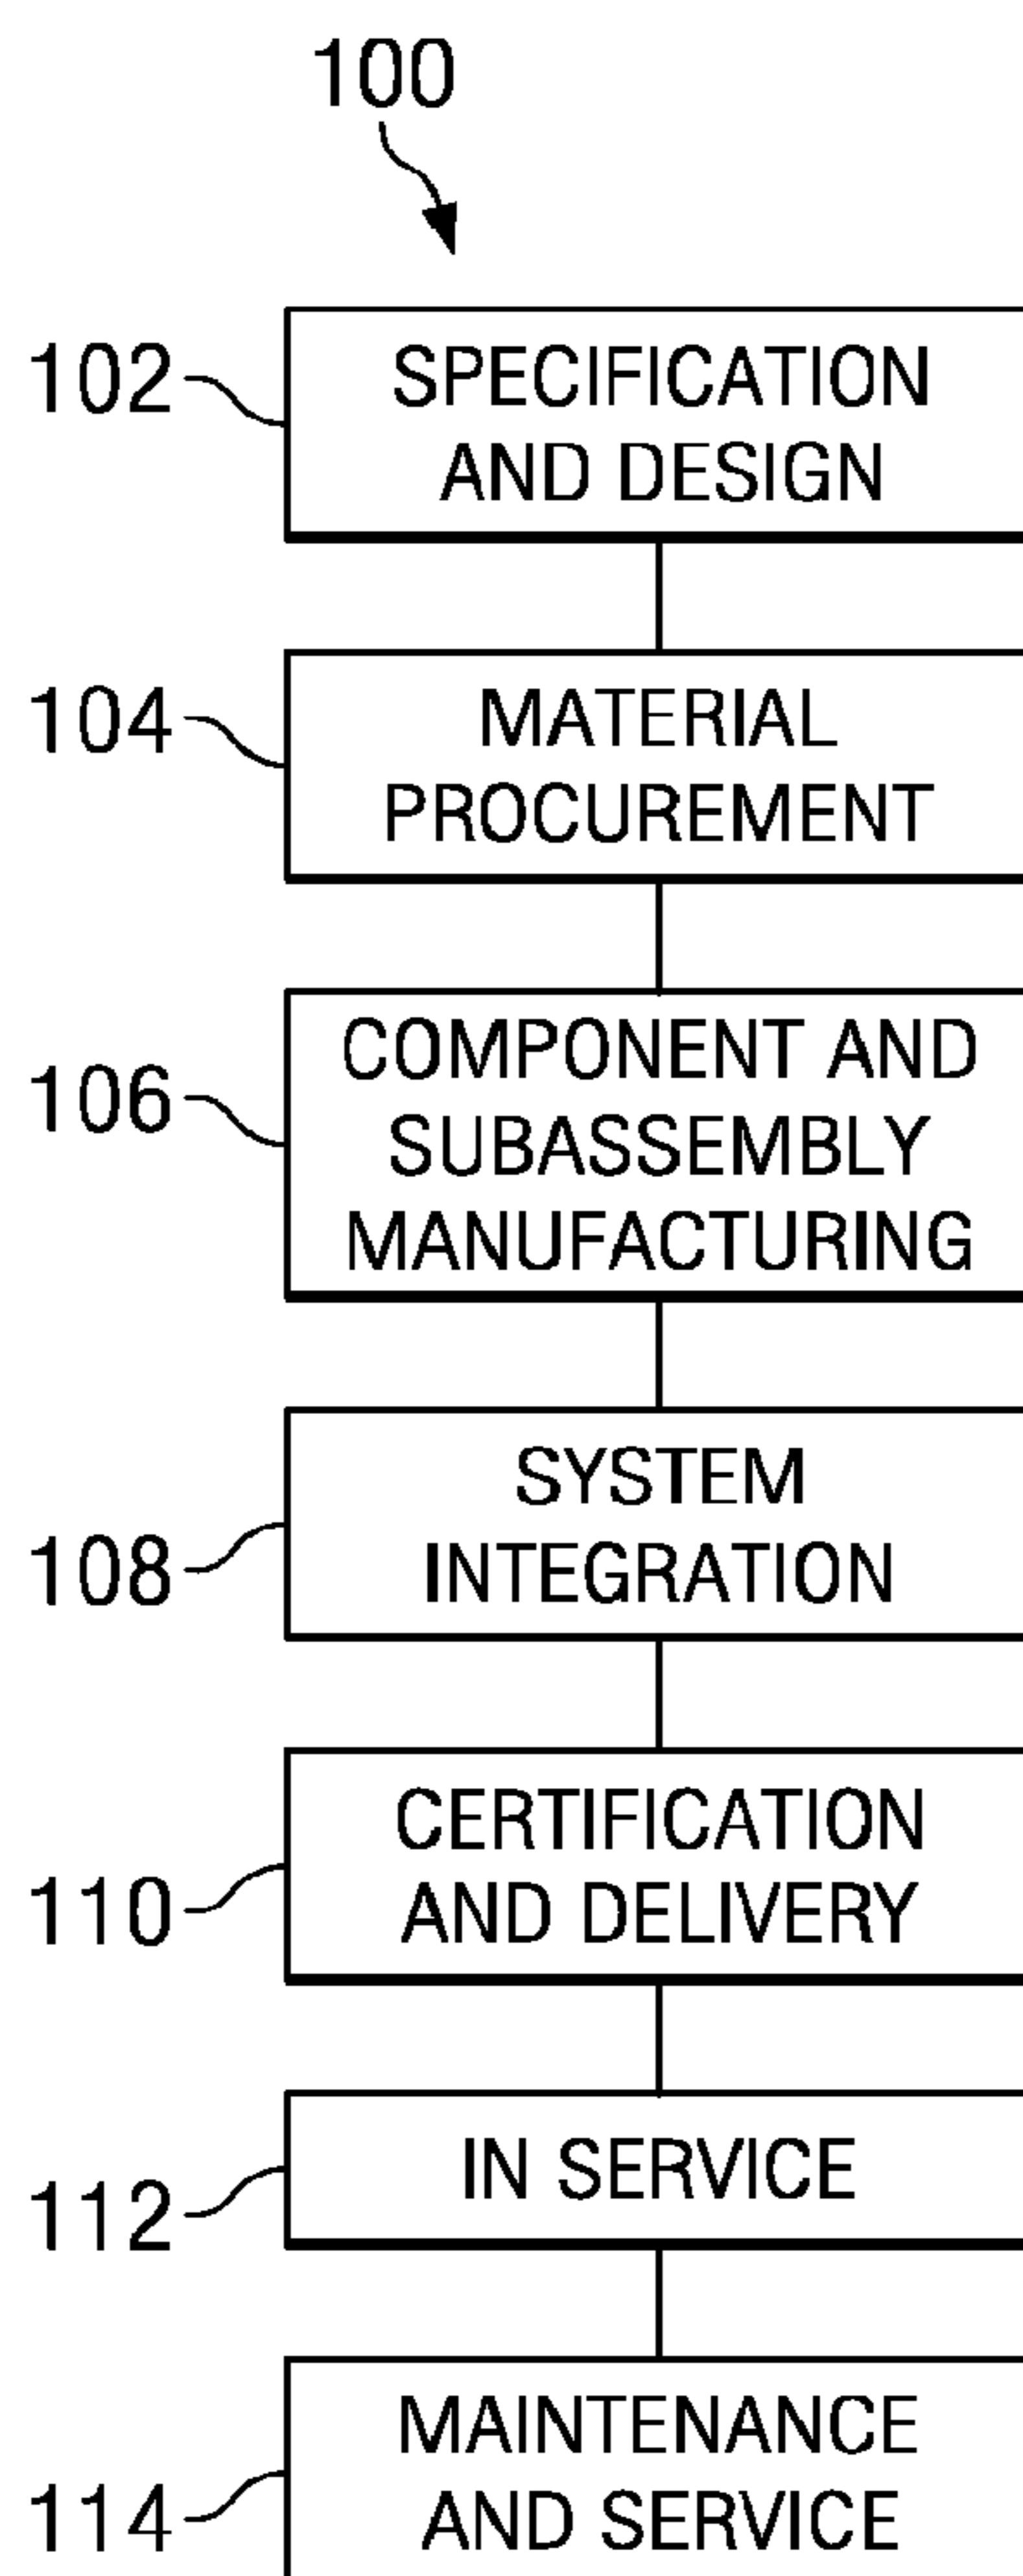 100
102
SPECIFICATION
AND DESIGN
104
MATERIAL
PROCUREMENT
106
COMPONENT AND
SUBASSEMBLY
MANUFACTURING
108
SYSTEM
INTEGRATION
110
CERTIFICATION
AND DELIVERY
112
IN SERVICE
114
MAINTENANCE
AND SERVICE